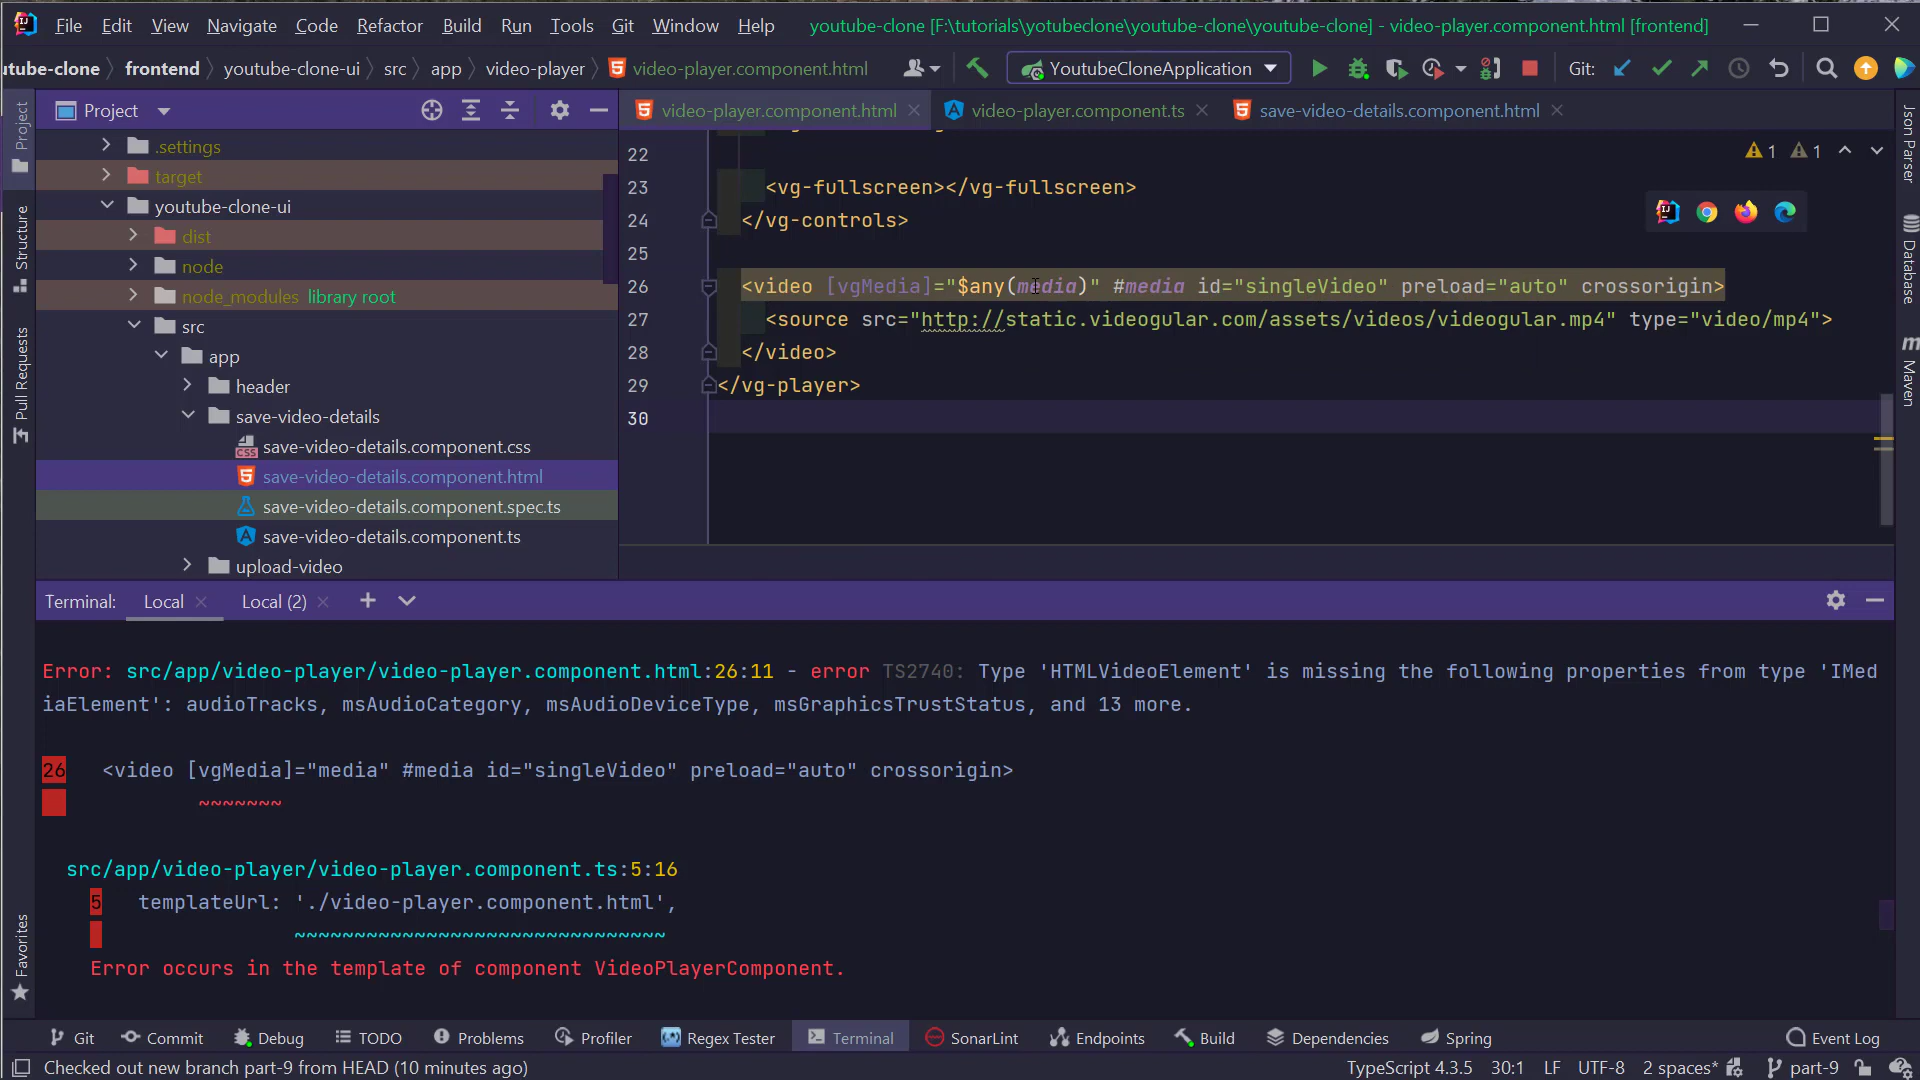 File Edit View Navigate Code Refactor Build Run Tools Git Window Help youtube-clone [F:\tutorials\yotubeclone\youtube-clone\youtube-clone] - video-player.component.html [frontend]
utube-clone frontend youtube-clone-ui src app video-player video-player.component.html YoutubeCloneApplication Git:
Project video-player.component.html video-player.component.ts save-video-details.component.html
Project
Structure
Pull Requests
Favorites
.settings
target
youtube-clone-ui
dist
node
node_modules library root
src
app
header
save-video-details
save-video-details.component.css
save-video-details.component.html
save-video-details.component.spec.ts
save-video-details.component.ts
upload-video
1 1
22
23 <vg-fullscreen></vg-fullscreen>
24 </vg-controls>
25
26 <video [vgMedia]="$any(media)" #media id="singleVideo" preload="auto" crossorigin>
27 <source src="http://static.videogular.com/assets/videos/videogular.mp4" type="video/mp4">
28 </video>
29 </vg-player>
30
Json Parser
Database
Maven
Terminal: Local Local (2)
Error: src/app/video-player/video-player.component.html:26:11 - error TS2740: Type 'HTMLVideoElement' is missing the following properties from type 'IMed
iaElement': audioTracks, msAudioCategory, msAudioDeviceType, msGraphicsTrustStatus, and 13 more.
26 <video [vgMedia]="media" #media id="singleVideo" preload="auto" crossorigin>
~~~~~~~
src/app/video-player/video-player.component.ts:5:16
5 templateUrl: './video-player.component.html',
~~~~~~~~~~~~~~~~~~~~~~~~~~~~~~~
Error occurs in the template of component VideoPlayerComponent.
Git Commit Debug TODO Problems Profiler Regex Tester Terminal SonarLint Endpoints Build Dependencies Spring Event Log
Checked out new branch part-9 from HEAD (10 minutes ago) TypeScript 4.3.5 30:1 LF UTF-8 2 spaces* part-9